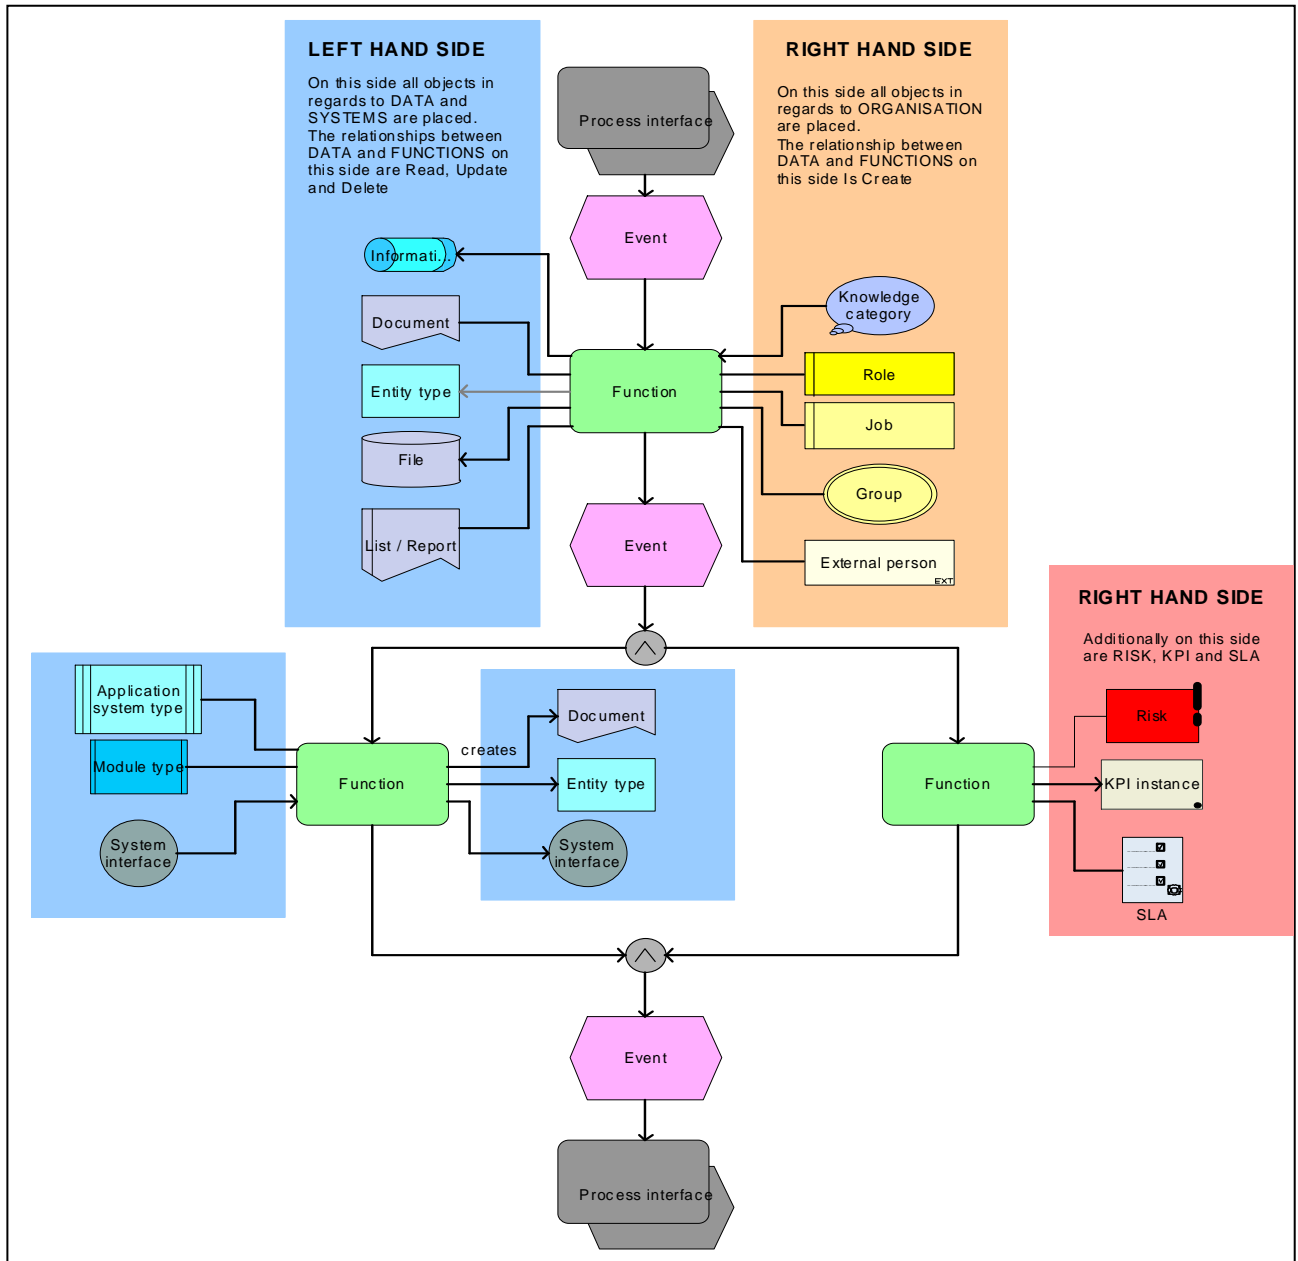 LEFT HAND SIDE
On this side all objects in
regards to DATA and
SYSTEMS are placed.
The relationships between
DATA and FUNCTIONS on
this side are Read, Update
and Delete
Process interface
RIGHT HAND SIDE
On this side all objects in
regards to ORGANISATION
are placed.
The relationship between
DATA and FUNCTIONS on
this side Is Create
Event
Informati...
Document
Entity type
File
List / Report
Function
Knowledge
category
Role
Job
Group
External person
EXT
Event
RIGHT HAND SIDE
Additionally on this side
are RISK, KPI and SLA
Application
system type
Module type
System
interface
Function
creates
Document
Entity type
System
interface
Function
Risk
KPI instance
SLA
Event
Process interface